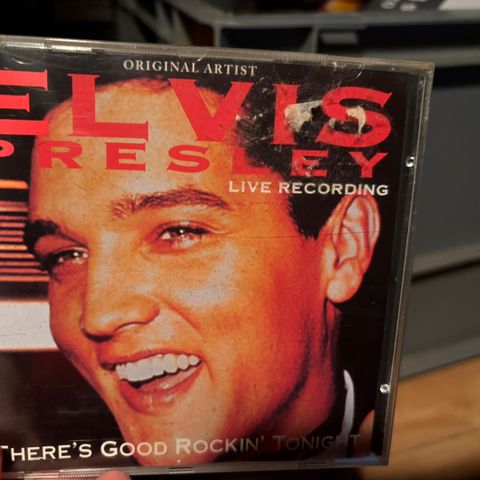 ORIGINAL ARTIST
ELVIS
PRESLEY
LIVE RECORDING
THERE'S GOOD ROCKIN' TONIGHT